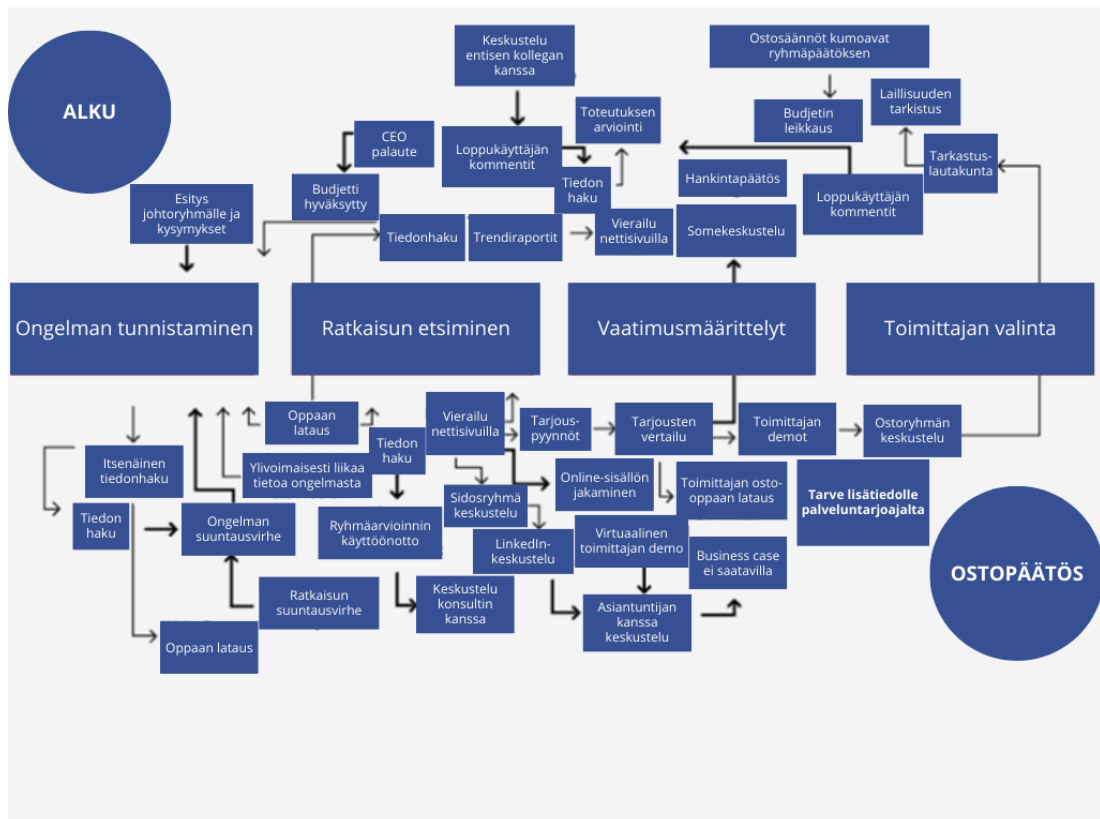 ALKU
Keskustelu
entisen kollegan
kanssa
Ostosäännöt kumoavat
ryhmäpäätöksen
Laillisuuden
tarkistus
Toteutuksen
arviointi
Budjetin
leikkaus
CEO
palaute
Loppukäyttäjän
kommentit
Tarkastus-
lautakunta
Budjetti
hyväksytty
Tiedon
haku
Hankintapäätös
Loppukäyttäjän
kommentit
Esitys
johtoryhmälle ja
kysymykset
Tiedonhaku
Trendiraportit
Vierailu
nettisivuilla
Somekeskustelu
Ongelman tunnistaminen
Ratkaisun etsiminen
Vaatimusmäärittelyt
Toimittajan valinta
Oppaan
lataus
Vierailu
nettisivuilla
Tarjous-
pyynnöt
Tarjousten
vertailu
Toimittajan
demot
Ostoryhmän
keskustelu
Tiedon
haku
Itsenäinen
tiedonhaku
Ylivoimaisesti liikaa
tietoa ongelmasta
Online-sisällön
jakaminen
Toimittajan osto-
oppaan lataus
Tarve lisätiedolle
palveluntarjoajalta
Sidosryhmä
keskustelu
Tiedon
haku
Ongelman
suuntausvirhe
Ryhmäarvioinnin
käyttöönotto
LinkedIn-
keskustelu
Virtuaalinen
toimittajan demo
Business case
ei saatavilla
OSTOPÄÄTÖS
Ratkaisun
suuntausvirhe
Keskustelu
konsultin
kanssa
Asiantuntijan
kanssa
keskustelu
Oppaan lataus